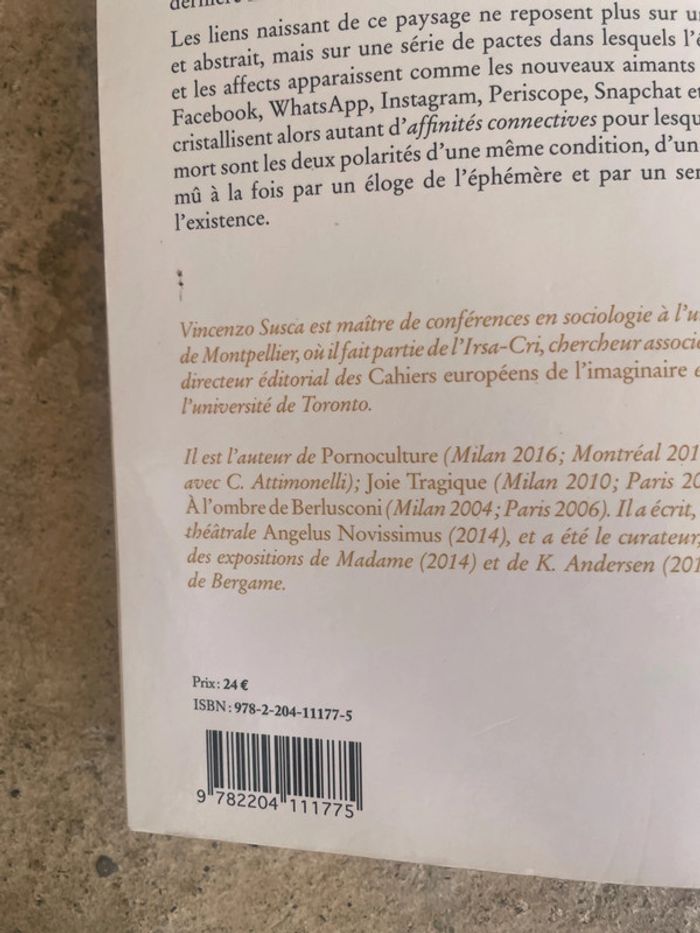 Les liens naissant de ce paysage ne reposent plus sur
et abstrait, mais sur une série de pactes dans lesquels
et les affects apparaissent comme les nouveaux aimants
Facebook, WhatsApp, Instagram, Periscope, Snapchat
cristallisent alors autant d'affinités connectives pour
mort sont les deux polarités d'une même condition, d'un
mû à la fois par un éloge de l'éphémère et par un
l'existence.
Vincenzo Susca est maître de conférences en sociologie à
de Montpellier, où il fait partie de l'Irsa-Cri, chercheur associé
directeur éditorial des Cahiers européens de l'imaginaire
l'université de Toronto.
Il est l'auteur de Pornoculture (Milan 2016 ; Montréal
avec C. Attimonelli) ; Joie Tragique (Milan 2010 ; Paris
À l'ombre de Berlusconi (Milan 2004 ; Paris 2006). Il a écrit,
théâtrale Angelus Novissimus (2014), et a été le curateur,
des expositions de Madame (2014) et de K. Andersen
de Bergame.
Prix : 24 €
ISBN : 978-2-204-11177-5
9 782204 111775